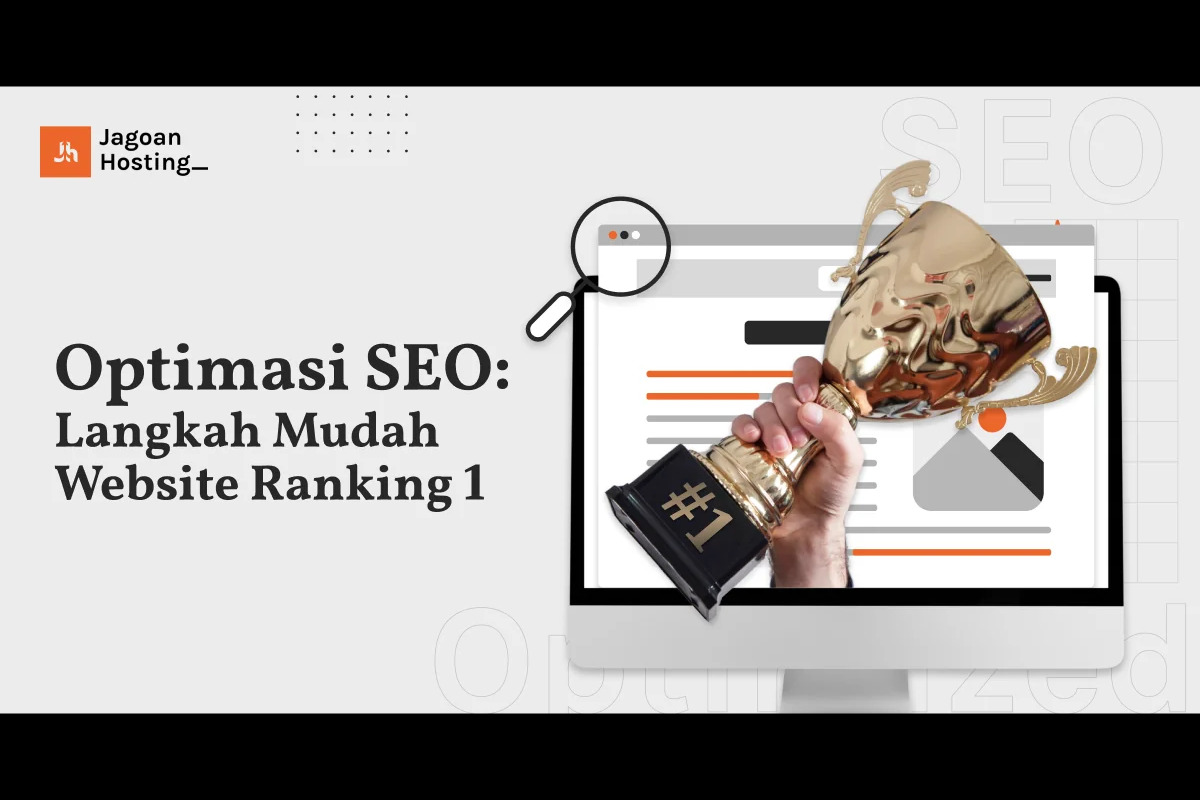 Jagoan
Hosting_
SEO
Optimasi SEO:
Langkah Mudah
Website Ranking 1
#1
Optimized